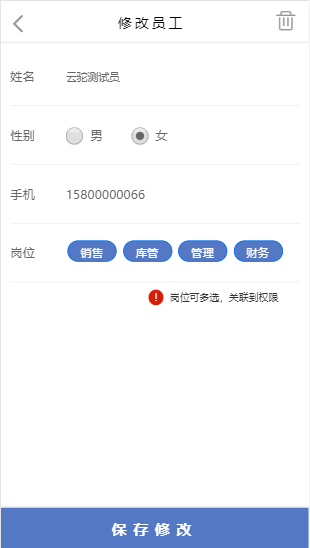 修改员工
姓名 云驼测试员
性别 男 女
手机 15800000066
岗位 销售 库管 管理 财务
! 岗位可多选，关联到权限
保存修改